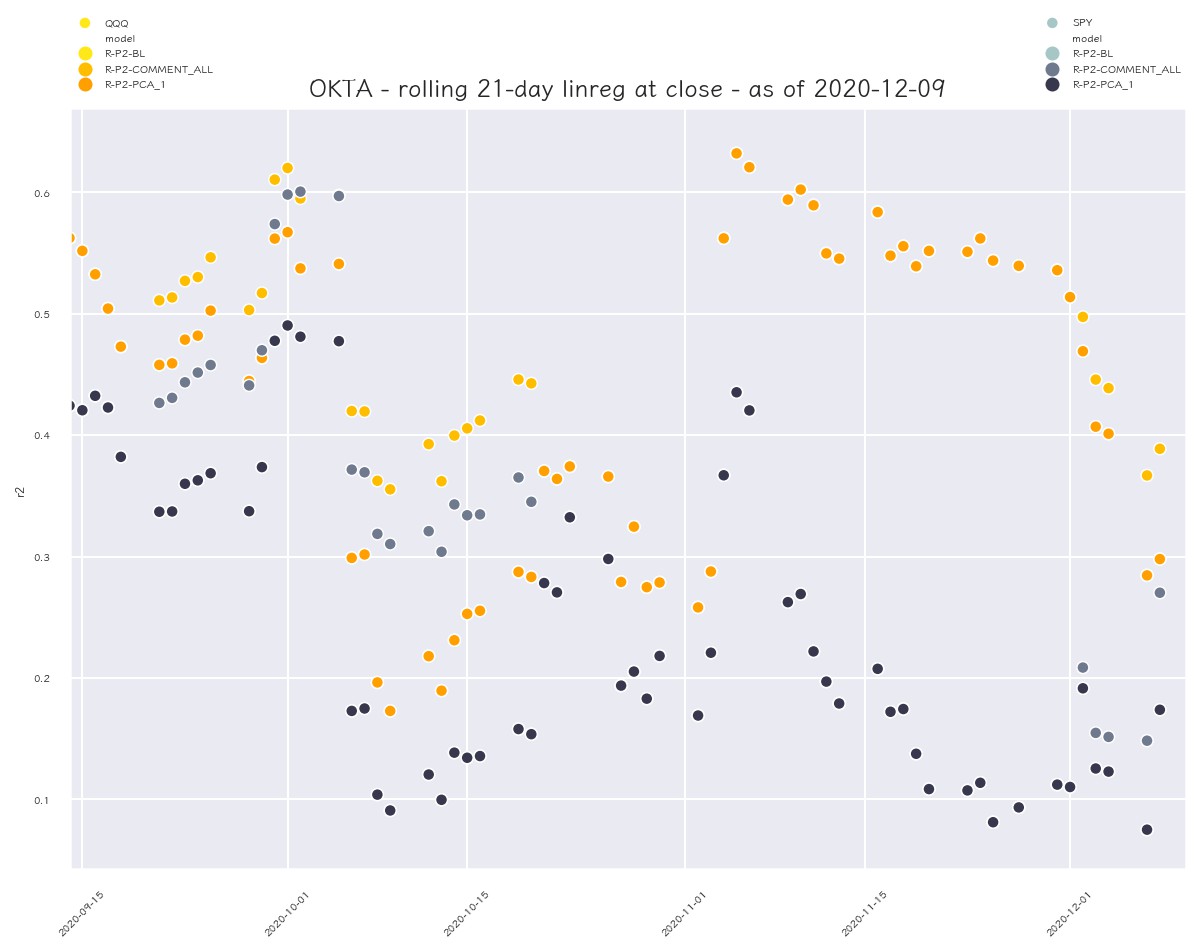 QQQ
model
R-P2-BL
R-P2-COMMENT_ALL
R-P2-PCA_1
SPY
model
R-P2-BL
R-P2-COMMENT_ALL
R-P2-PCA_1
OKTA - rolling 21-day linreg at close - as of 2020-12-09
0.6
0.5
0.4
r2
0.3
0.2
0.1
2020-09-15
2020-10-01
2020-10-15
2020-11-01
2020-11-15
2020-12-01